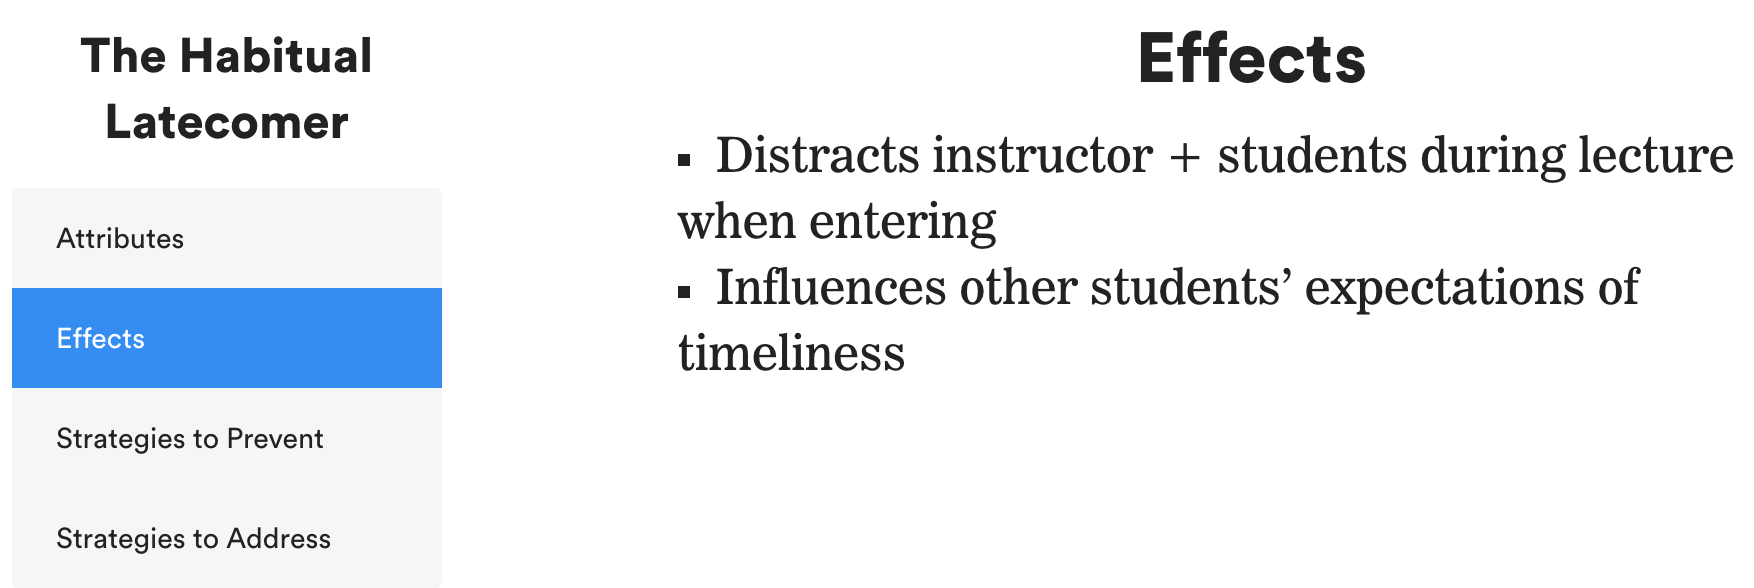 The Habitual
Latecomer
Attributes
Effects
Strategies to Prevent
Strategies to Address
Effects
▪ Distracts instructor + students during lecture
when entering
▪ Influences other students’ expectations of
timeliness